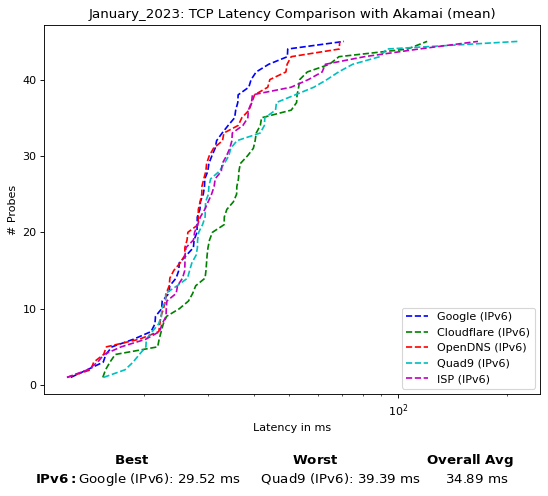 January_2023: TCP Latency Comparison with Akamai (mean)
# Probes
40
30
20
10
0
Google (IPv6)
Cloudflare (IPv6)
OpenDNS (IPv6)
Quad9 (IPv6)
ISP (IPv6)
10²
Latency in ms
Best Worst Overall Avg
IPv6: Google (IPv6): 29.52 ms Quad9 (IPv6): 39.39 ms 34.89 ms